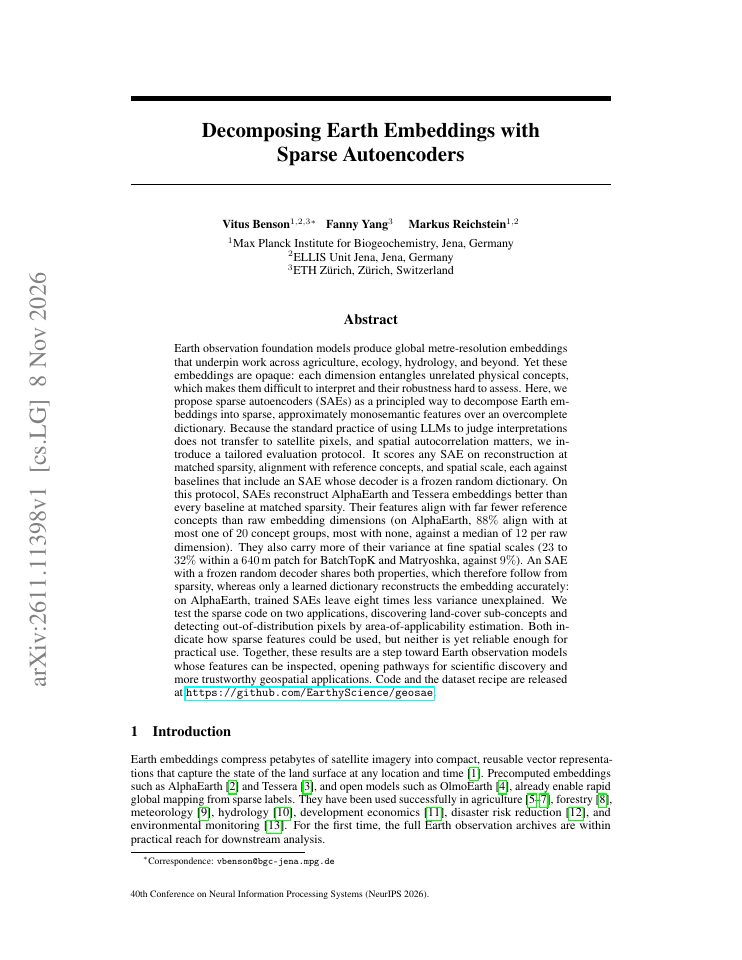 Decomposing Earth Embeddings with
Sparse Autoencoders
Vitus Benson1,2,3∗ Fanny Yang3 Markus Reichstein1,2
1Max Planck Institute for Biogeochemistry, Jena, Germany
2ELLIS Unit Jena, Jena, Germany
3ETH Zürich, Zürich, Switzerland
Abstract
Earth observation foundation models produce global metre-resolution embeddings
that underpin work across agriculture, ecology, hydrology, and beyond. Yet these
embeddings are opaque: each dimension entangles unrelated physical concepts,
which makes them difficult to interpret and their robustness hard to assess. Here, we
propose sparse autoencoders (SAEs) as a principled way to decompose Earth em-
beddings into sparse, approximately monosemantic features over an overcomplete
dictionary. Because the standard practice of using LLMs to judge interpretations
does not transfer to satellite pixels, and spatial autocorrelation matters, we in-
troduce a tailored evaluation protocol. It scores any SAE on reconstruction at
matched sparsity, alignment with reference concepts, and spatial scale, each against
baselines that include an SAE whose decoder is a frozen random dictionary. On
this protocol, SAEs reconstruct AlphaEarth and Tessera embeddings better than
every baseline at matched sparsity. Their features align with far fewer reference
concepts than raw embedding dimensions (on AlphaEarth, 88% align with at
most one of 20 concept groups, most with none, against a median of 12 per raw
dimension). They also carry more of their variance at fine spatial scales (23 to
32% within a 640 m patch for BatchTopK and Matryoshka, against 9%). An SAE
with a frozen random decoder shares both properties, which therefore follow from
sparsity, whereas only a learned dictionary reconstructs the embedding accurately:
on AlphaEarth, trained SAEs leave eight times less variance unexplained. We
test the sparse code on two applications, discovering land-cover sub-concepts and
detecting out-of-distribution pixels by area-of-applicability estimation. Both in-
dicate how sparse features could be used, but neither is yet reliable enough for
practical use. Together, these results are a step toward Earth observation models
whose features can be inspected, opening pathways for scientific discovery and
more trustworthy geospatial applications. Code and the dataset recipe are released
at https://github.com/EarthyScience/geosae.
1 Introduction
Earth embeddings compress petabytes of satellite imagery into compact, reusable vector representa-
tions that capture the state of the land surface at any location and time [1]. Precomputed embeddings
such as AlphaEarth [2] and Tessera [3], and open models such as OlmoEarth [4], already enable rapid
global mapping from sparse labels. They have been used successfully in agriculture [5–7], forestry [8],
meteorology [9], hydrology [10], development economics [11], disaster risk reduction [12], and
environmental monitoring [13]. For the first time, the full Earth observation archives are within
practical reach for downstream analysis.
∗Correspondence: vbenson@bgc-jena.mpg.de
40th Conference on Neural Information Processing Systems (NeurIPS 2026).
arXiv:2611.11398v1 [cs.LG] 8 Nov 2026